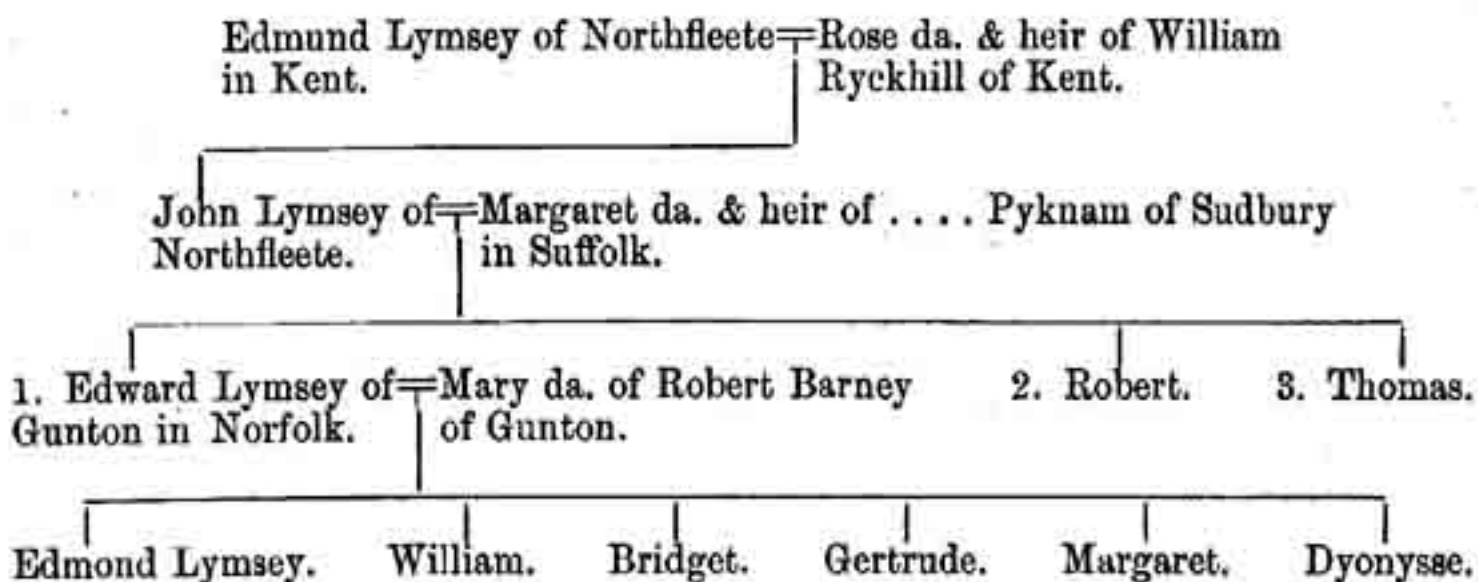 Edmund Lymsey of Northfleete=Rose da. & heir of William
in Kent. Ryckhill of Kent.
John Lymsey of=Margaret da. & heir of . . . . Pyknam of Sudbury
Northfleete. in Suffolk.
1. Edward Lymsey of=Mary da. of Robert Barney 2. Robert. 3. Thomas.
Gunton in Norfolk. of Gunton.
Edmond Lymsey. William. Bridget. Gertrude. Margaret. Dyonysse.